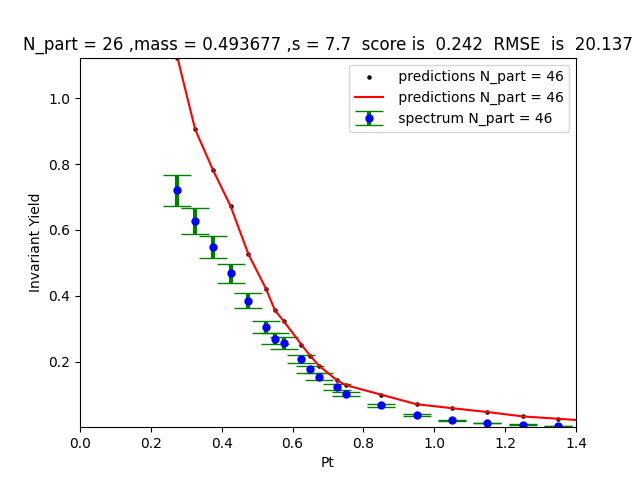 N_part = 26 ,mass = 0.493677 ,s = 7.7  score is  0.242  RMSE  is  20.137
predictions N_part = 46
predictions N_part = 46
spectrum N_part = 46
Invariant Yield
1.0
0.8
0.6
0.4
0.2
0.0 0.2 0.4 0.6 0.8 1.0 1.2 1.4
Pt